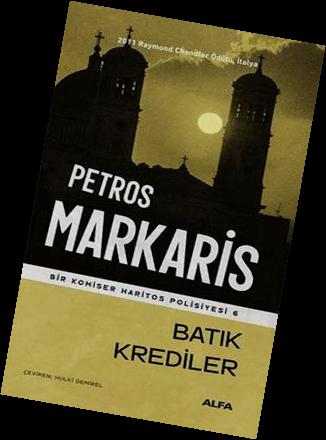 2011 Raymond Chandler Ödülü, İtalya
PETROS
MARKARİS
BİR KOMİSER HARİTOS POLİSİYESİ 6
BATIK
KREDİLER
ÇEVİREN: HULKİ DEMİREL
ALFA